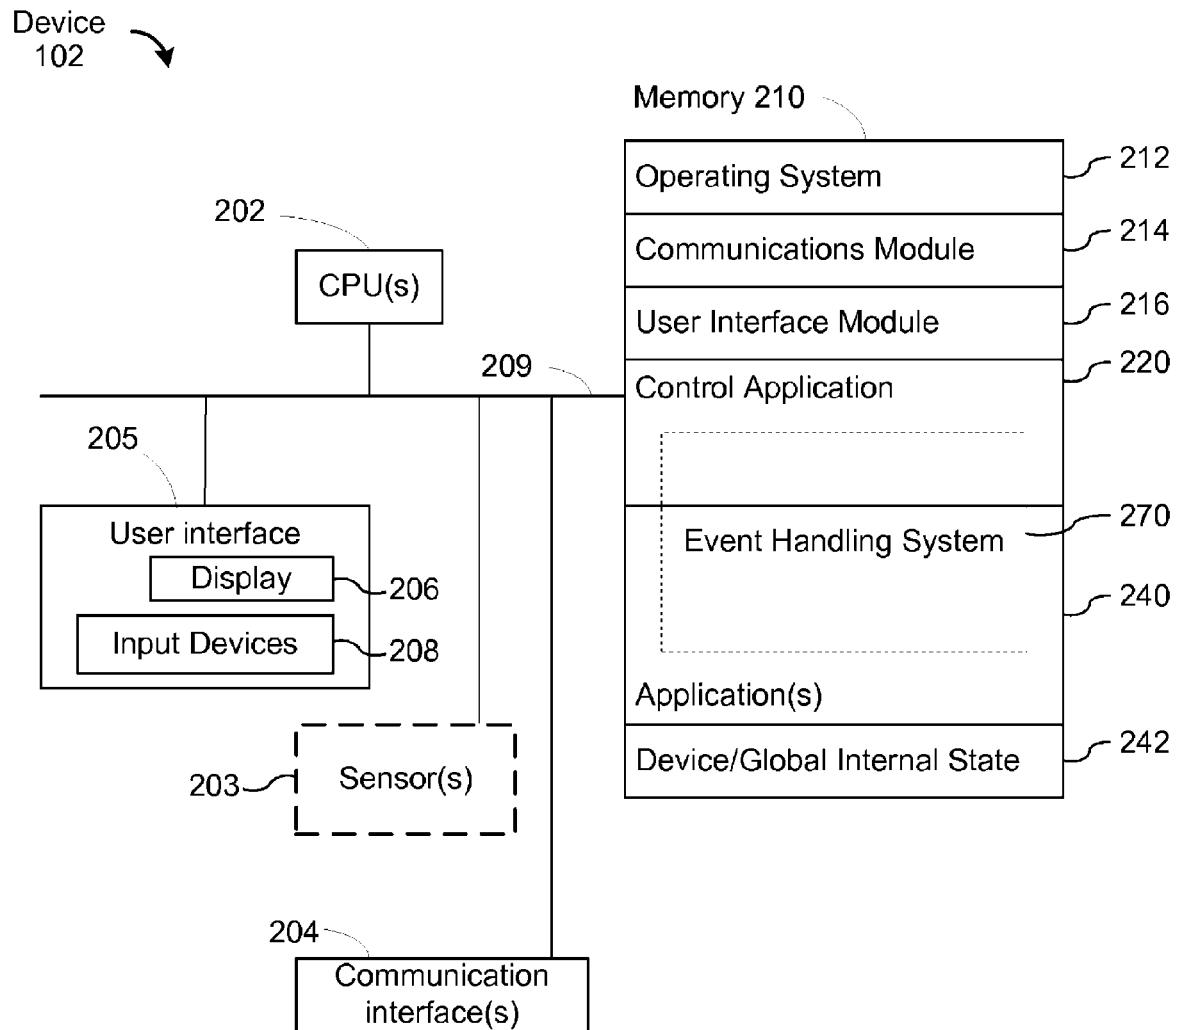 Device
102
Memory 210
Operating System
212
202
Communications Module
214
CPU(s)
User Interface Module
216
209
Control Application
220
205
User interface
Event Handling System
270
Display
206
240
Input Devices
208
Application(s)
Device/Global Internal State
242
203
Sensor(s)
204
Communication
interface(s)